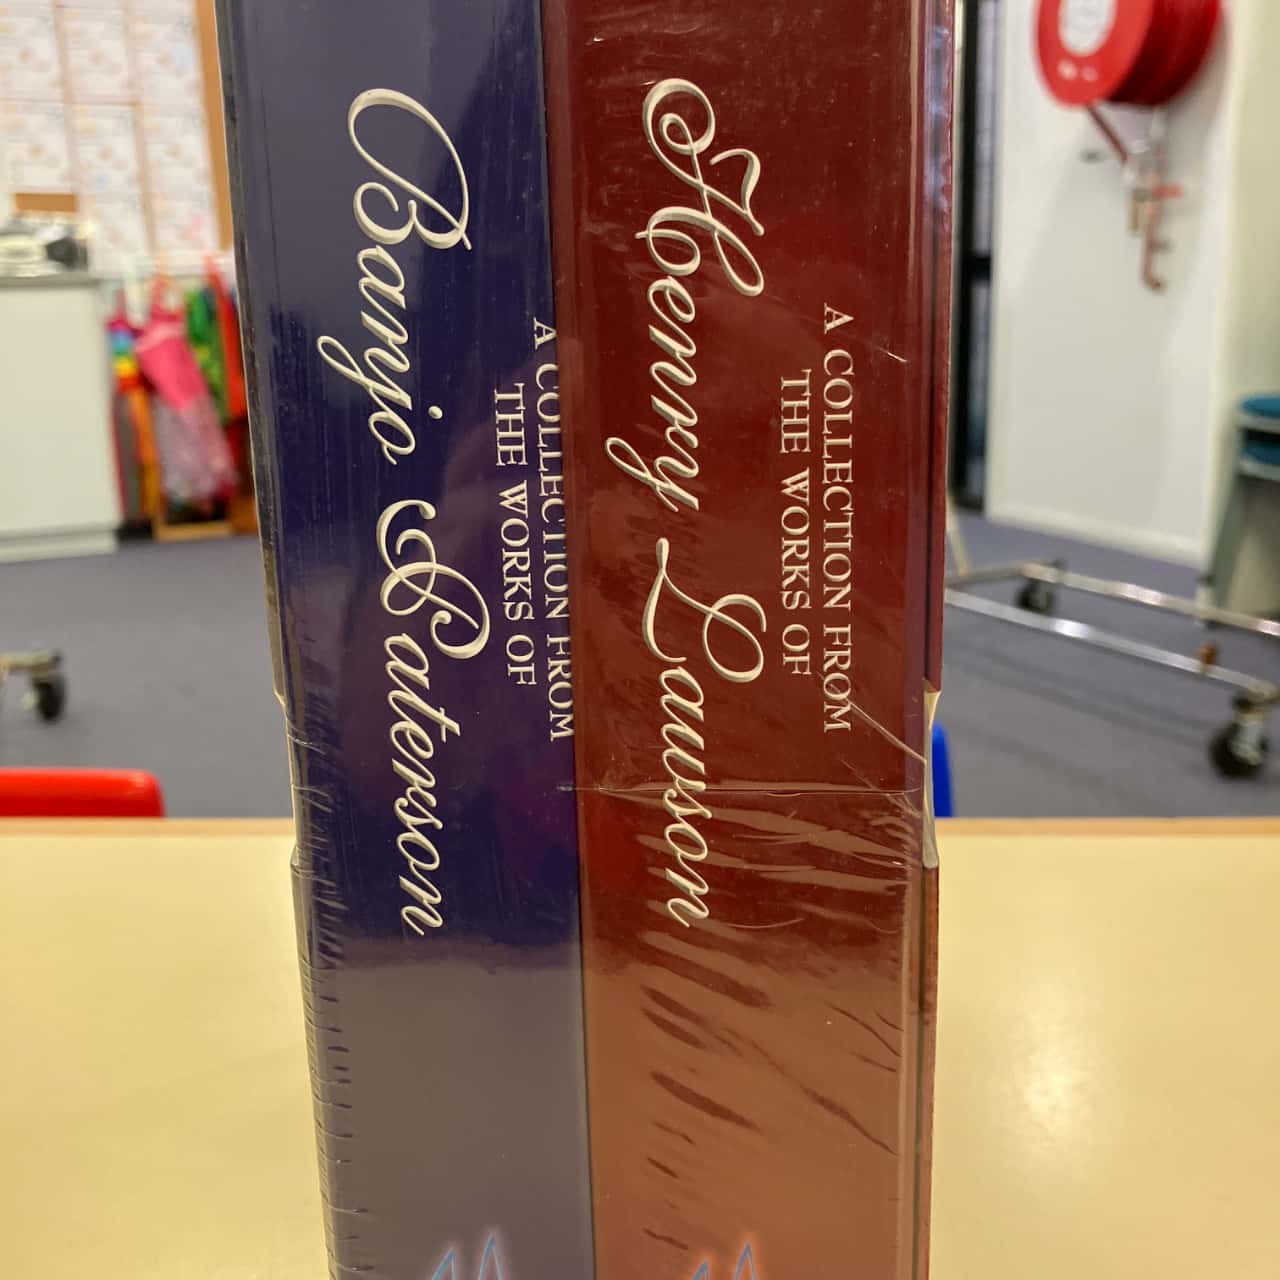 A COLLECTION FROM
THE WORKS OF
Henry Lawson
A COLLECTION FROM
THE WORKS OF
Banjo Paterson